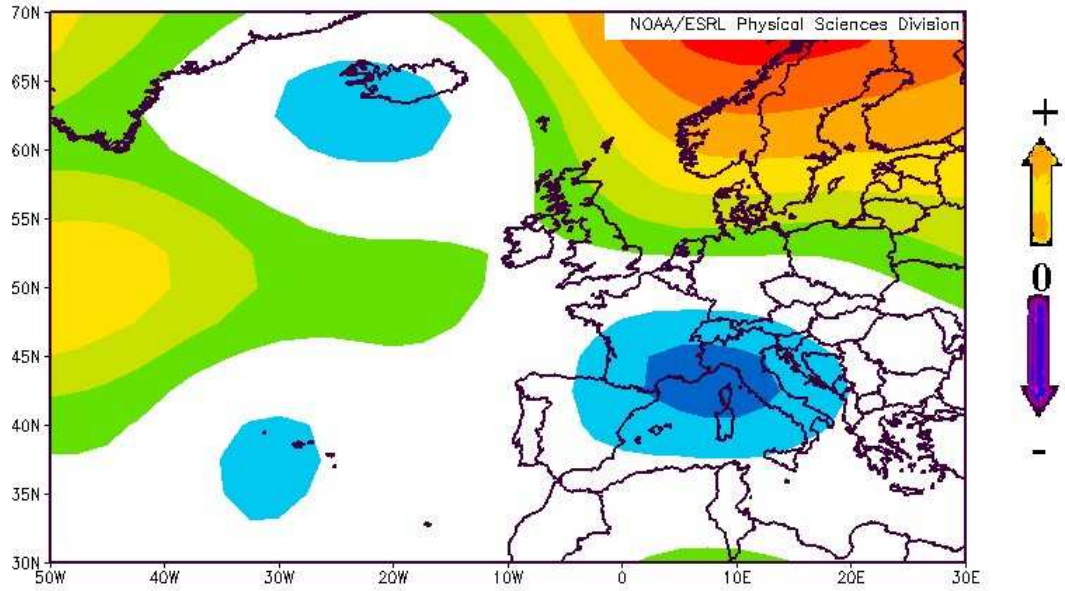 70N
NOAA/ESRL Physical Sciences Division
65N
60N
55N
50N
45N
40N
35N
30N
50W 40W 30W 20W 10W 0 10E 20E 30E
+
0
-